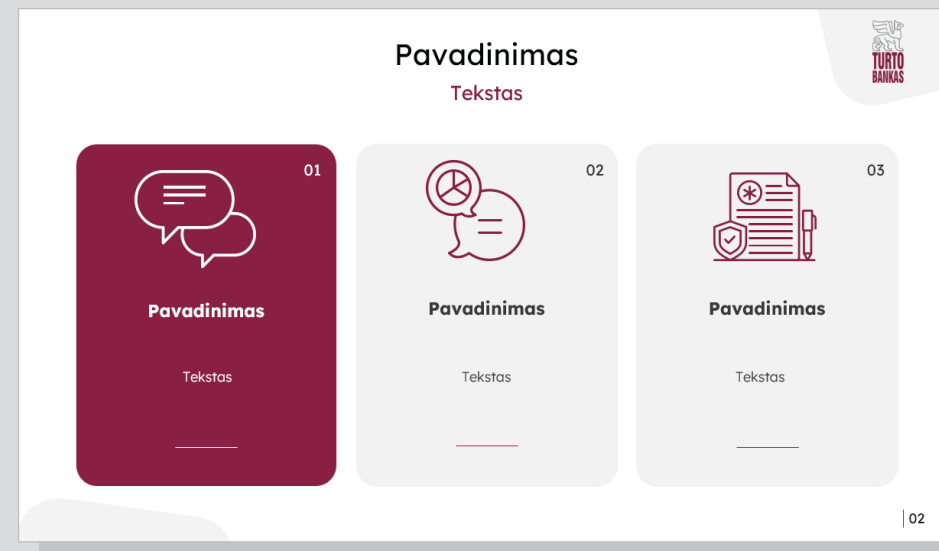 Pavadinimas
Tekstas
TURTO
BANKAS
01
Pavadinimas
Tekstas
02
Pavadinimas
Tekstas
03
Pavadinimas
Tekstas
02